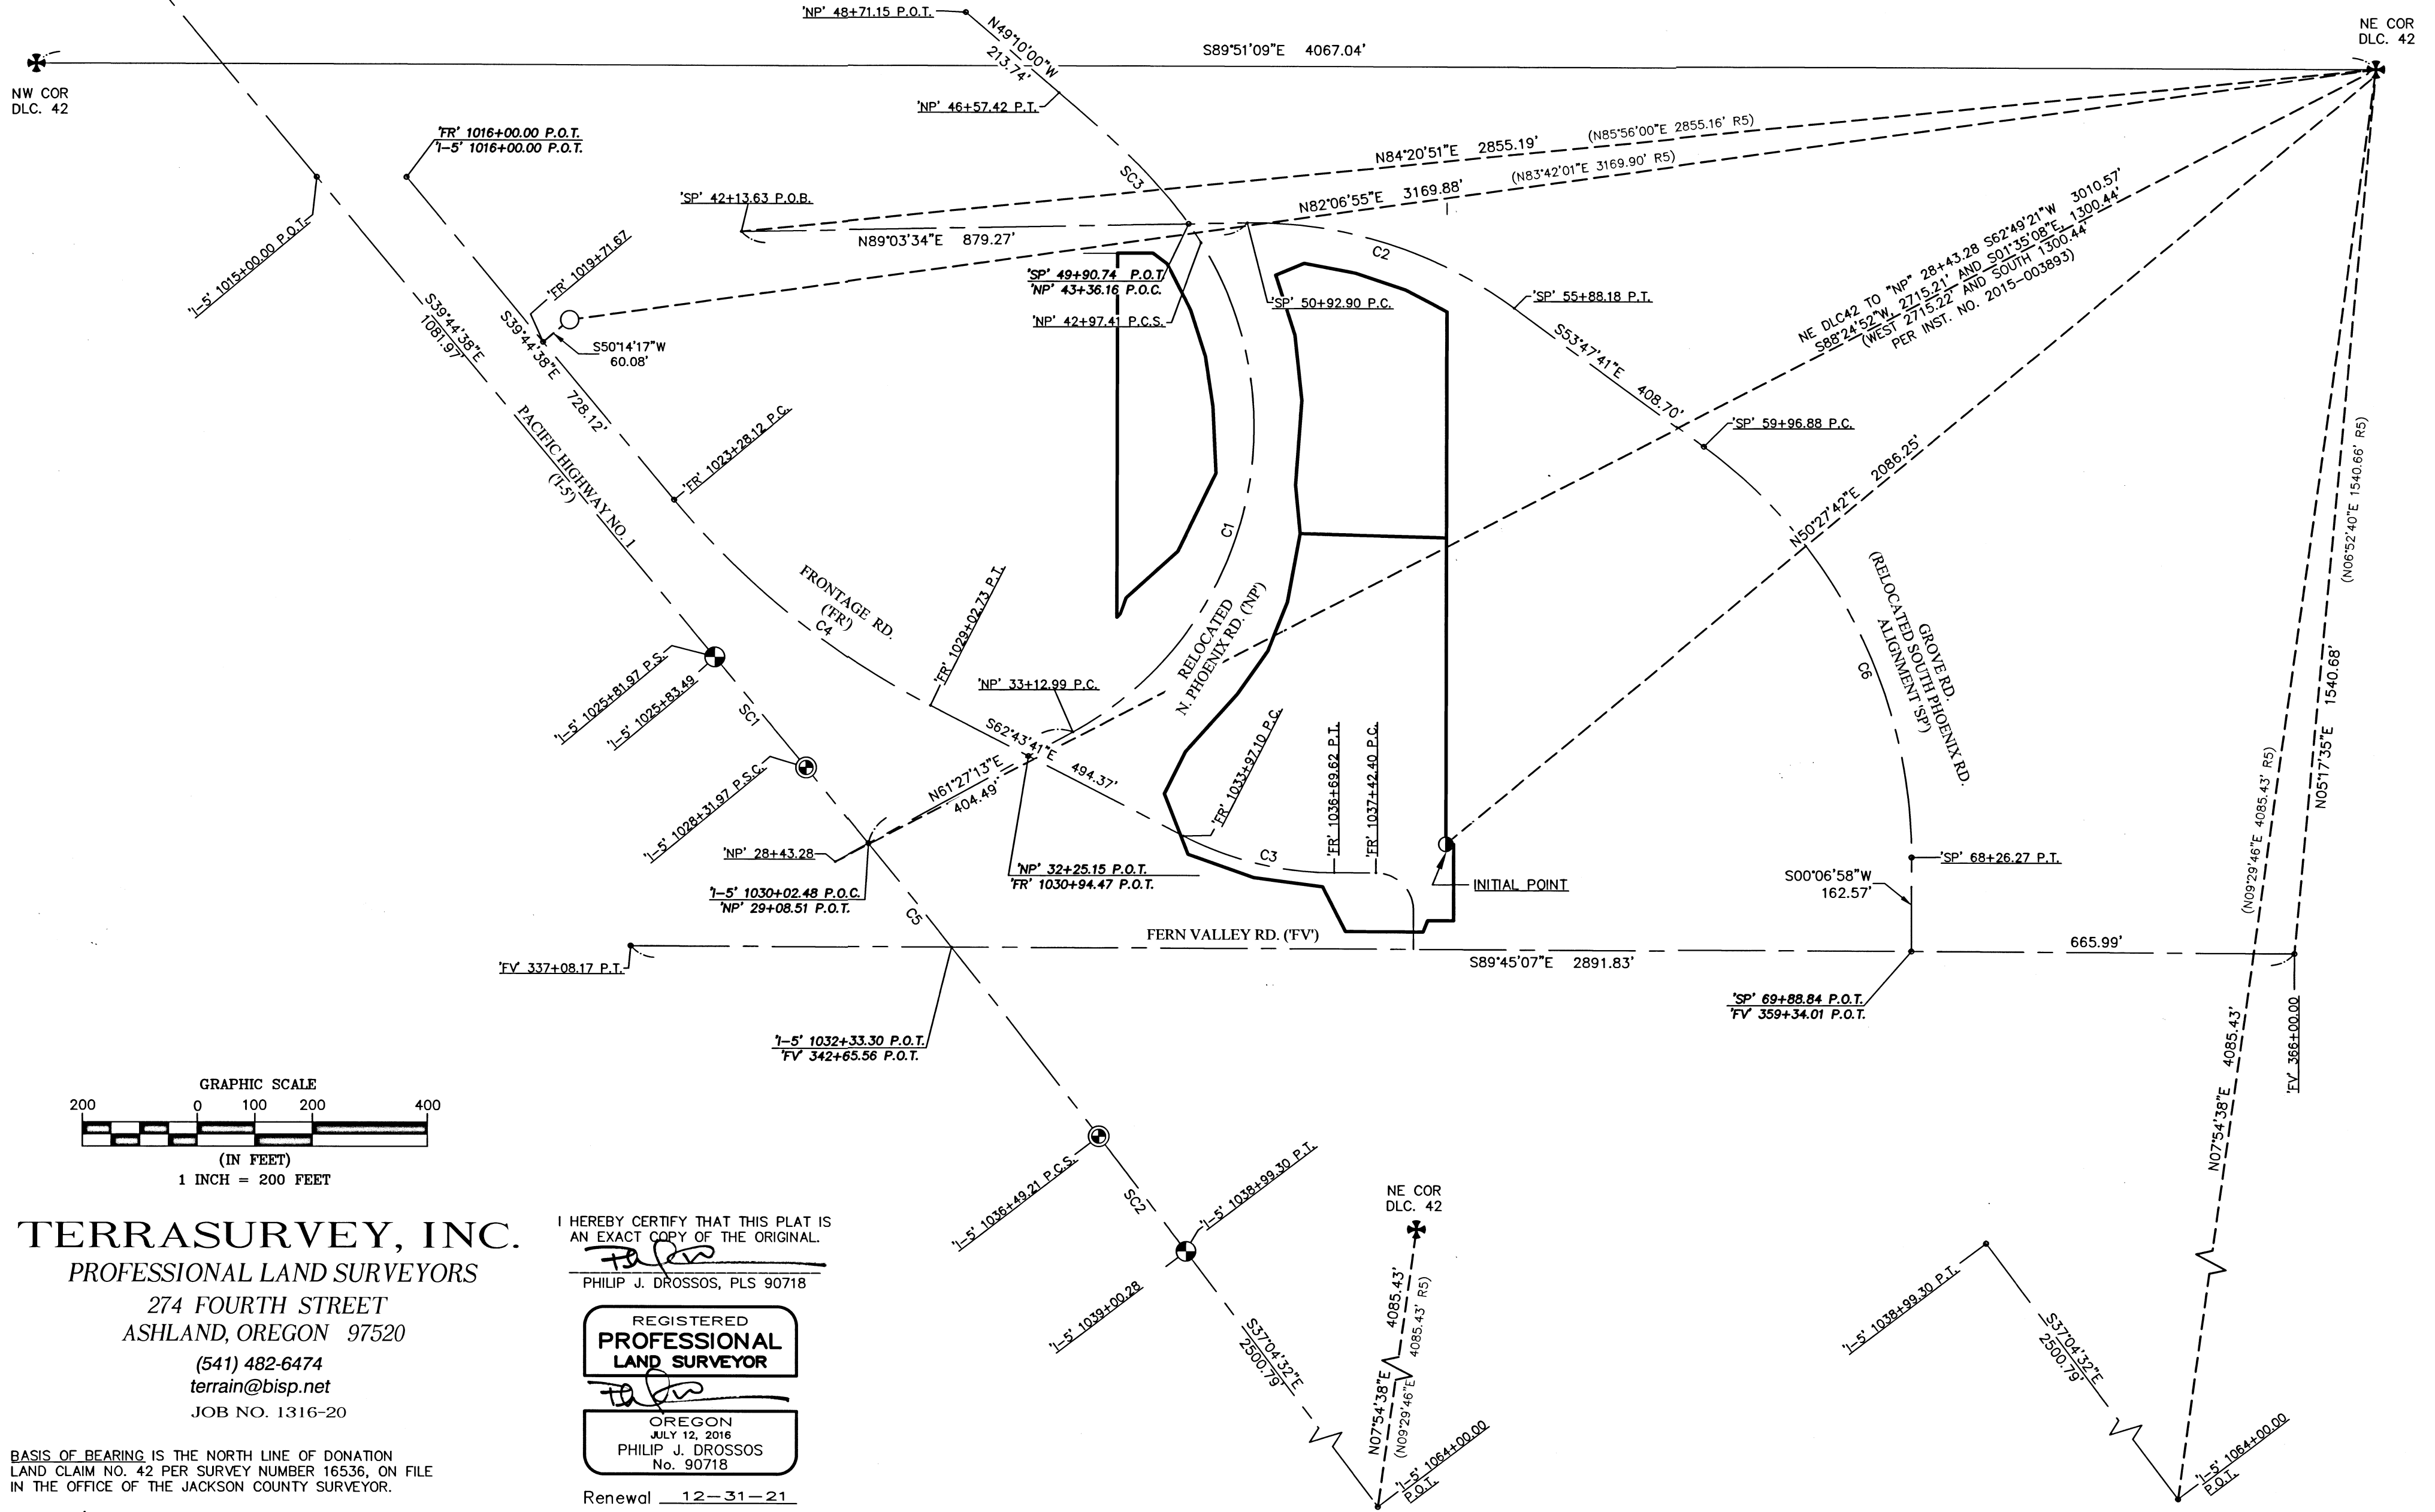 'NP' 48+71.15 P.O.T.
N49°10'00"W
213.74'
S89°51'09"E 4067.04'
NE COR
DLC. 42
NW COR
DLC. 42
'NP' 46+57.42 P.T.
'FR' 1016+00.00 P.O.T.
'I-5' 1016+00.00 P.O.T.
(N85°56'00"E 2855.16' R5)
N84°20'51"E 2855.19'
(N83°42'01"E 3169.90' R5)
N82°06'55"E 3169.88'
SC3
'SP' 42+13.63 P.O.B.
N89°03'34"E 879.27'
'I-5' 1015+00.00 P.O.T.
'FR' 1019+71.67
C2
'SP' 49+90.74 P.O.T.
'NP' 43+36.16 P.O.C.
'SP' 50+92.90 P.C.
'SP' 55+88.18 P.T.
'NP' 42+97.41 P.C.S.
NE DLC42 TO "NP" 28+43.28 S62°49'21"W 3010.57'
S88°24'52"W, 2715.21' AND S01°35'08"E, 1300.44'
(WEST 2715.22' AND SOUTH 1300.44'
PER INST. NO. 2015-003893)
S39°44'38"E
1081.97'
S39°44'38"E 728.12'
S50°14'17"W
60.08'
S53°47'41"E 408.70'
'SP' 59+96.88 P.C.
PACIFIC HIGHWAY NO. 1
('I-5')
'FR' 1023+28.12 P.C.
N50°27'42"E 2086.25'
(N06°52'40"E 1540.66' R5)
C1
FRONTAGE RD.
('FR')
C4
'FR' 1029+02.73 P.T.
RELOCATED
N. PHOENIX RD. ('NP')
GROVE RD.
(RELOCATED SOUTH PHOENIX RD.
ALIGNMENT 'SP')
C6
N05°17'35"E 1540.68'
'I-5' 1025+81.97 P.S.
'I-5' 1025+83.49
SC1
'NP' 33+12.99 P.C.
S62°43'41"E 494.37'
'FR' 1033+97.10 P.C.
'FR' 1036+69.62 P.T.
'FR' 1037+42.40 P.C.
N61°27'13"E
404.49'
'I-5' 1028+31.97 P.S.C.
(N09°29'46"E 4085.43' R5)
'NP' 28+43.28
C3
'NP' 32+25.15 P.O.T.
'FR' 1030+94.47 P.O.T.
INITIAL POINT
'SP' 68+26.27 P.T.
S00°06'58"W
162.57'
'I-5' 1030+02.48 P.O.C.
'NP' 29+08.51 P.O.T.
C5
FERN VALLEY RD. ('FV')
665.99'
'FV' 337+08.17 P.T.
S89°45'07"E 2891.83'
'SP' 69+88.84 P.O.T.
'FV' 359+34.01 P.O.T.
'FV' 366+00.00
'I-5' 1032+33.30 P.O.T.
'FV' 342+65.56 P.O.T.
N07°54'38"E 4085.43'
GRAPHIC SCALE
200 0 100 200 400
(IN FEET)
1 INCH = 200 FEET
'I-5' 1036+49.21 P.C.S.
SC2
'I-5' 1038+99.30 P.T.
'I-5' 1039+00.28
NE COR
DLC. 42
'I-5' 1038+99.30 P.T.
S37°04'32"E
2500.79'
N07°54'38"E 4085.43'
(N09°29'46"E 4085.43' R5)
'I-5' 1064+00.00
P.O.T.
S37°04'32"E
2500.79'
'I-5' 1064+00.00
P.O.T.
TERRASURVEY, INC.
PROFESSIONAL LAND SURVEYORS
274 FOURTH STREET
ASHLAND, OREGON 97520
(541) 482-6474
terrain@bisp.net
JOB NO. 1316-20
BASIS OF BEARING IS THE NORTH LINE OF DONATION
LAND CLAIM NO. 42 PER SURVEY NUMBER 16536, ON FILE
IN THE OFFICE OF THE JACKSON COUNTY SURVEYOR.
I HEREBY CERTIFY THAT THIS PLAT IS
AN EXACT COPY OF THE ORIGINAL.
PHILIP J. DROSSOS, PLS 90718
REGISTERED
PROFESSIONAL
LAND SURVEYOR
OREGON
JULY 12, 2016
PHILIP J. DROSSOS
No. 90718
Renewal 12-31-21